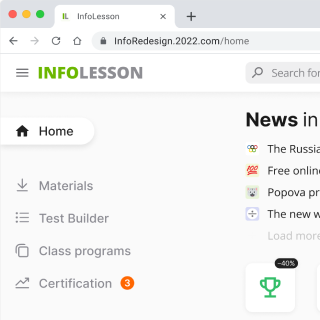 IL InfoLesson
InfoRedesign.2022.com/home
INFOLESSON
Search for
News in
Home
The Russia
Free onlin
Popova pr
The new w
Load more
Materials
Test Builder
Class programs
Certification 3
-40%